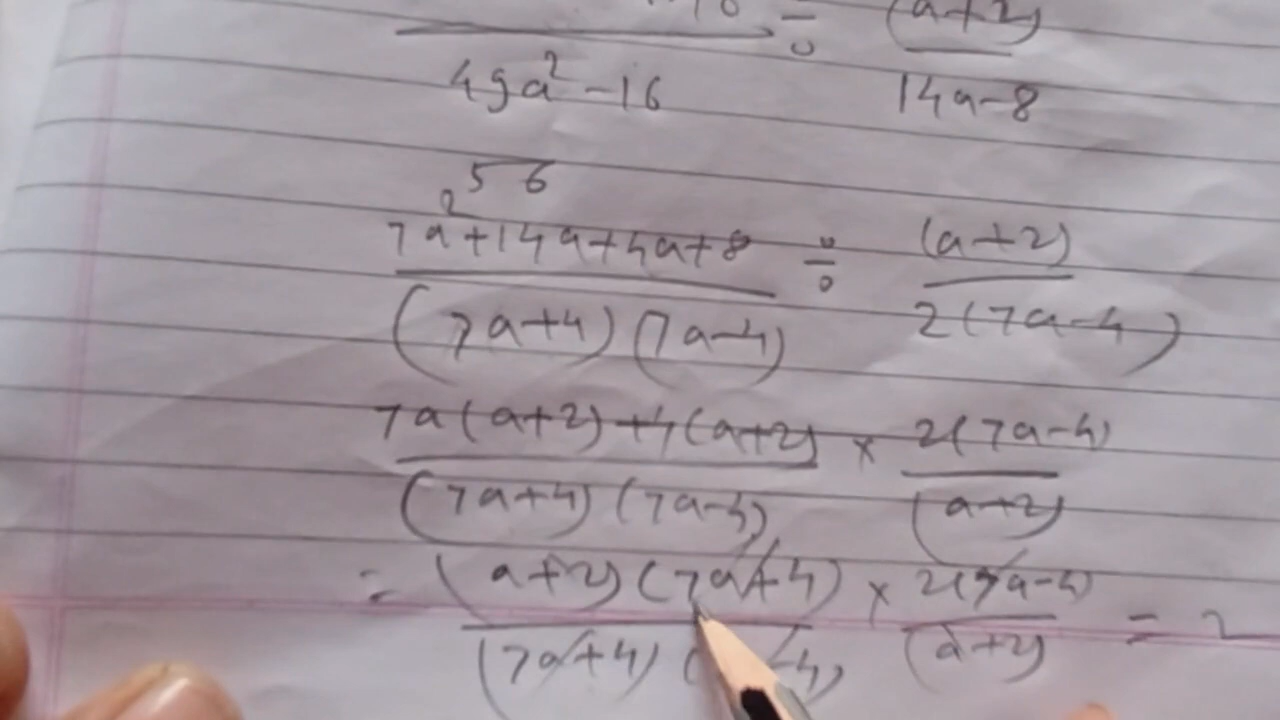 ÷ (a+2)
49a²-16 14a-8
56
7a²+14a+4a+8 ÷ (a+2)
(7a+4)(7a-4) 2(7a-4)
7a(a+2)+4(a+2) × 2(7a-4)
(7a+4)(7a-4) (a+2)
= (a+2)(7a+4) × 2(7a-4) = 2
(7a+4)( -4) (a+2)